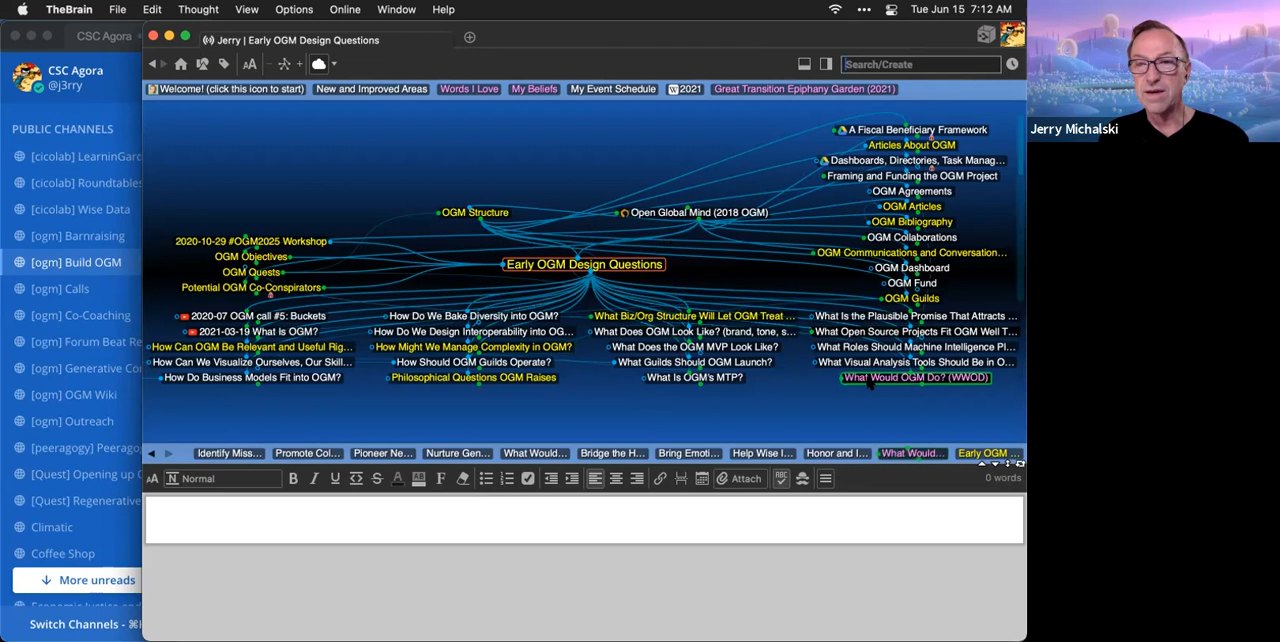 TheBrain File Edit View Thought Options Online Window Help Tue Jun 15 7:12 AM
CSC Agora
Jerry | Early OGM Design Questions
CSC Agora
@j3rry
Search/Create
Welcome! (click this icon to start) New and Improved Areas Words I Love My Beliefs My Event Schedule 2021 Great Transition Epiphany Garden (2021)
PUBLIC CHANNELS
[cicolab] LearninGard
[cicolab] Roundtables
[cicolab] Wise Data
[ogm] Barnraising
[ogm] Build OGM
[ogm] Calls
[ogm] Co-Coaching
[ogm] Forum Beat Re
[ogm] Generative Co
[ogm] OGM Wiki
[ogm] Outreach
[peeragogy] Peerago
[Quest] Opening up
[Quest] Regenerative
Climatic
Coffee Shop
More unreads
Switch Channels - ⌘
A Fiscal Beneficiary Framework
Articles About OGM
Dashboards, Directories, Task Manag...
Framing and Funding the OGM Project
OGM Agreements
OGM Articles
OGM Bibliography
OGM Collaborations
OGM Communications and Conversation...
OGM Dashboard
OGM Fund
OGM Guilds
OGM Structure
Open Global Mind (2018 OGM)
2020-10-29 #OGM2025 Workshop
OGM Objectives
OGM Quests
Potential OGM Co-Conspirators
Early OGM Design Questions
2020-07 OGM call #5: Buckets
2021-03-19 What Is OGM?
How Can OGM Be Relevant and Useful Rig...
How Can We Visualize Ourselves, Our Skill...
How Do Business Models Fit into OGM?
How Do We Bake Diversity into OGM?
How Do We Design Interoperability into OG...
How Might We Manage Complexity in OGM?
How Should OGM Guilds Operate?
Philosophical Questions OGM Raises
What Biz/Org Structure Will Let OGM Treat ...
What Does OGM Look Like? (brand, tone, s...
What Does the OGM MVP Look Like?
What Guilds Should OGM Launch?
What Is OGM's MTP?
What Is the Plausible Promise That Attracts ...
What Open Source Projects Fit OGM Well T...
What Roles Should Machine Intelligence Pl...
What Visual Analysis Tools Should Be in O...
What Would OGM Do? (WWOD)
Identify Miss... Promote Col... Pioneer Ne... Nurture Gen... What Would... Bridge the H... Bring Emoti... Help Wise I... Honor and I... What Would... Early OGM ...
Normal B I U S A AB F Attach ABC 0 words
Jerry Michalski